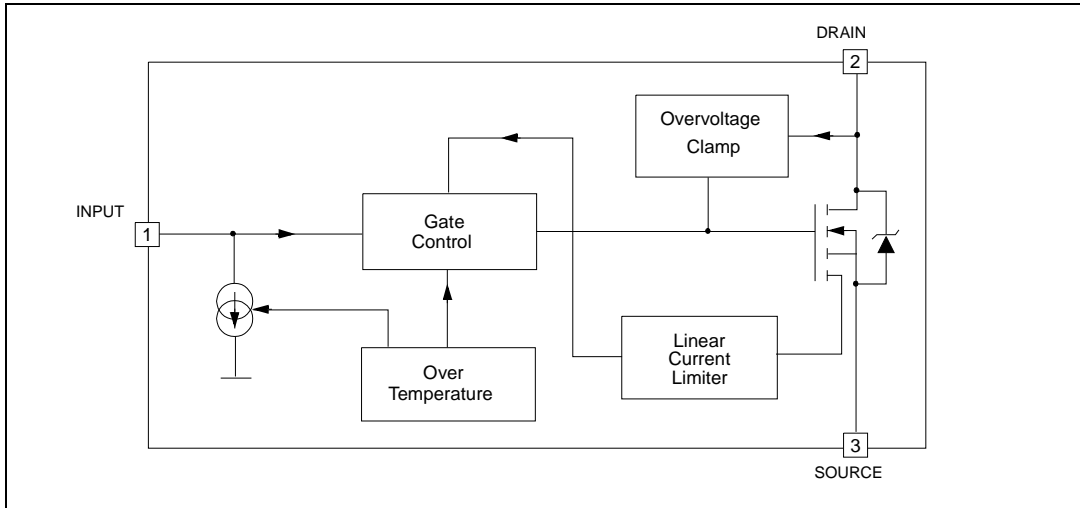 DRAIN
2
Overvoltage
Clamp
INPUT
1
Gate
Control
Linear
Current
Limiter
Over
Temperature
3
SOURCE